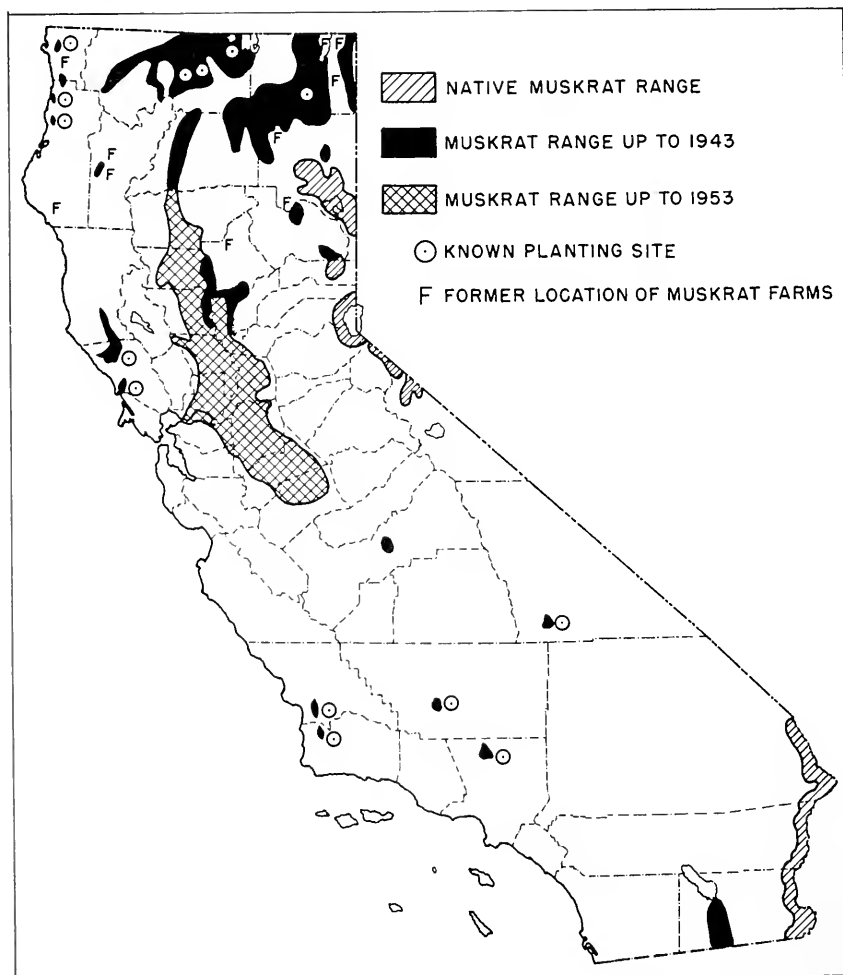 NATIVE MUSKRAT RANGE
MUSKRAT RANGE UP TO 1943
MUSKRAT RANGE UP TO 1953
KNOWN PLANTING SITE
F FORMER LOCATION OF MUSKRAT FARMS
F F
F
F
F
F
F
F
F
F